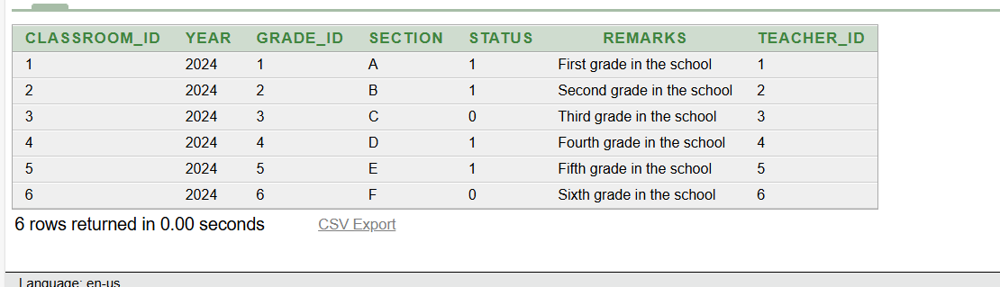 CLASSROOM_ID YEAR GRADE_ID SECTION STATUS REMARKS TEACHER_ID
1 2024 1 A 1 First grade in the school 1
2 2024 2 B 1 Second grade in the school 2
3 2024 3 C 0 Third grade in the school 3
4 2024 4 D 1 Fourth grade in the school 4
5 2024 5 E 1 Fifth grade in the school 5
6 2024 6 F 0 Sixth grade in the school 6
6 rows returned in 0.00 seconds CSV Export
Language: en-us